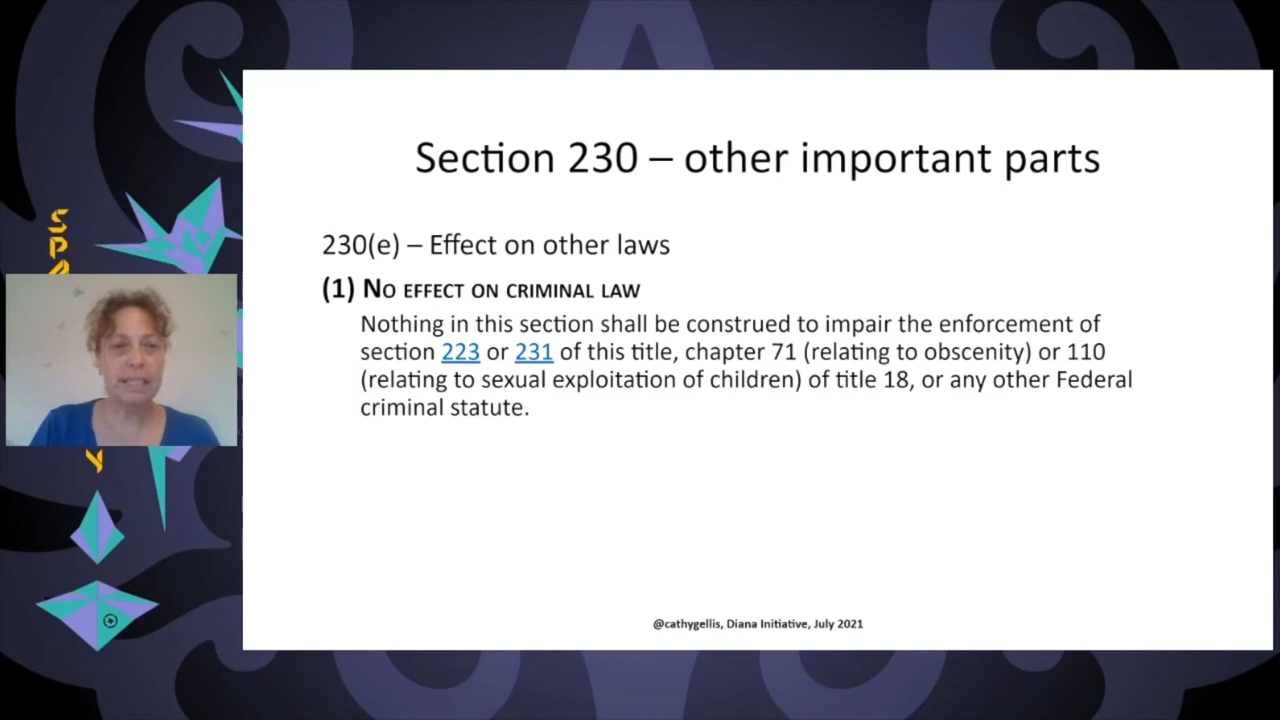 Section 230 – other important parts
230(e) – Effect on other laws
(1) NO EFFECT ON CRIMINAL LAW
Nothing in this section shall be construed to impair the enforcement of
section 223 or 231 of this title, chapter 71 (relating to obscenity) or 110
(relating to sexual exploitation of children) of title 18, or any other Federal
criminal statute.
@cathygellis, Diana Initiative, July 2021